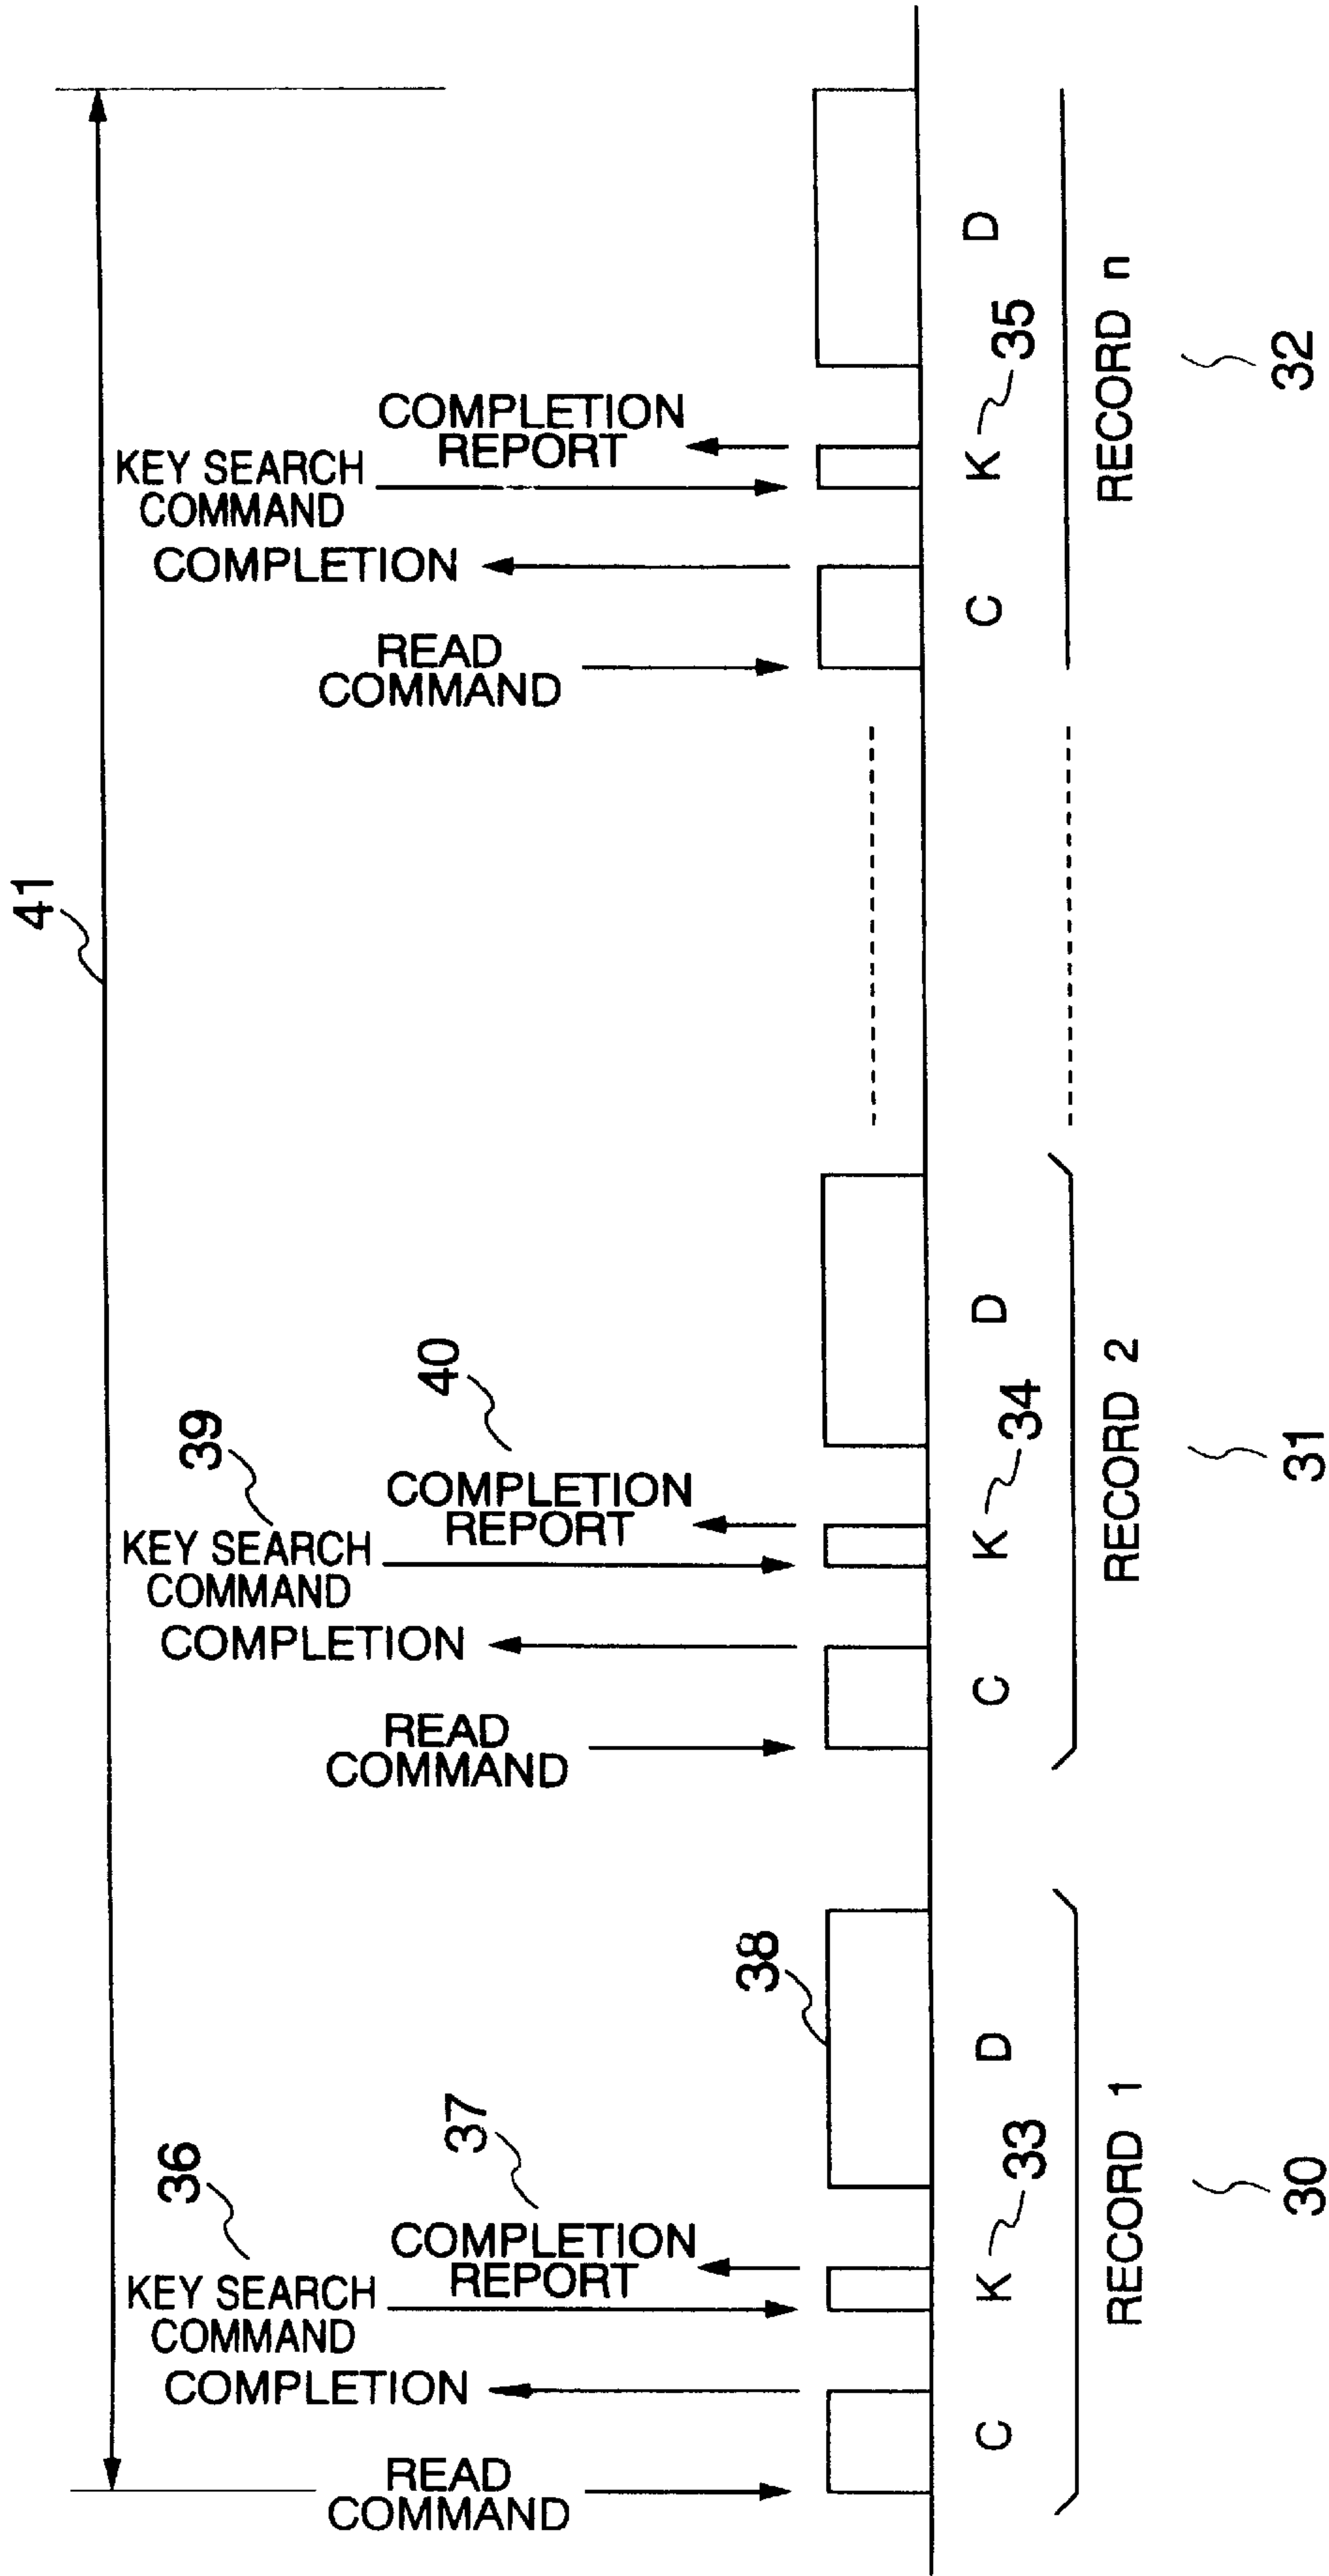 41
36
KEY SEARCH
COMMAND
37
COMPLETION
REPORT
COMPLETION
READ
COMMAND
38
39
KEY SEARCH
COMMAND
40
COMPLETION
REPORT
COMPLETION
READ
COMMAND
KEY SEARCH
COMMAND
COMPLETION
REPORT
COMPLETION
READ
COMMAND
C K 33 D
C K 34 D
C K 35 D
RECORD 1
RECORD 2
RECORD n
30
31
32